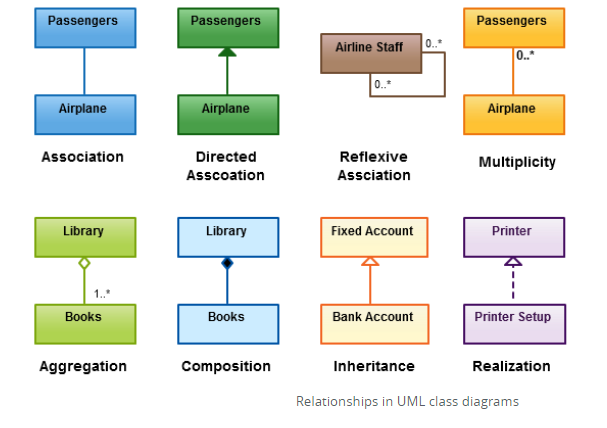 Passengers
Airplane
Association
Passengers
Airplane
Directed
Asscoation
Airline Staff
0..*
0..*
Reflexive
Assciation
Passengers
0..*
Airplane
Multiplicity
Library
1..*
Books
Aggregation
Library
Books
Composition
Fixed Account
Bank Account
Inheritance
Printer
Printer Setup
Realization
Relationships in UML class diagrams